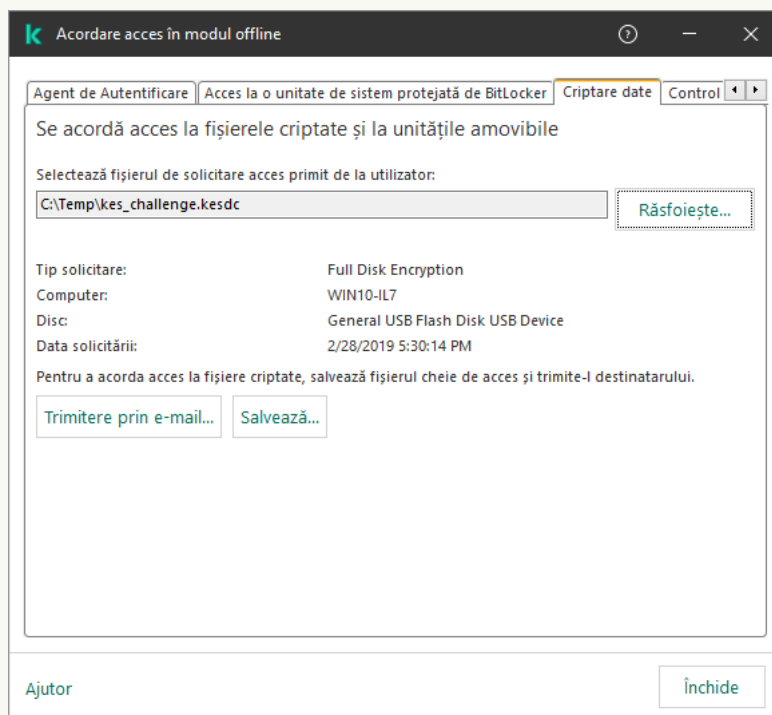 Acordare acces în modul offline
Agent de Autentificare Acces la o unitate de sistem protejată de BitLocker Criptare date Control
Se acordă acces la fișierele criptate și la unitățile amovibile
Selectează fișierul de solicitare acces primit de la utilizator:
C:\Temp\kes_challenge.kesdc Răsfoiește...
Tip solicitare: Full Disk Encryption
Computer: WIN10-IL7
Disc: General USB Flash Disk USB Device
Data solicitării: 2/28/2019 5:30:14 PM
Pentru a acorda acces la fișiere criptate, salvează fișierul cheie de acces și trimite-l destinatarului.
Trimitere prin e-mail... Salvează...
Ajutor Închide